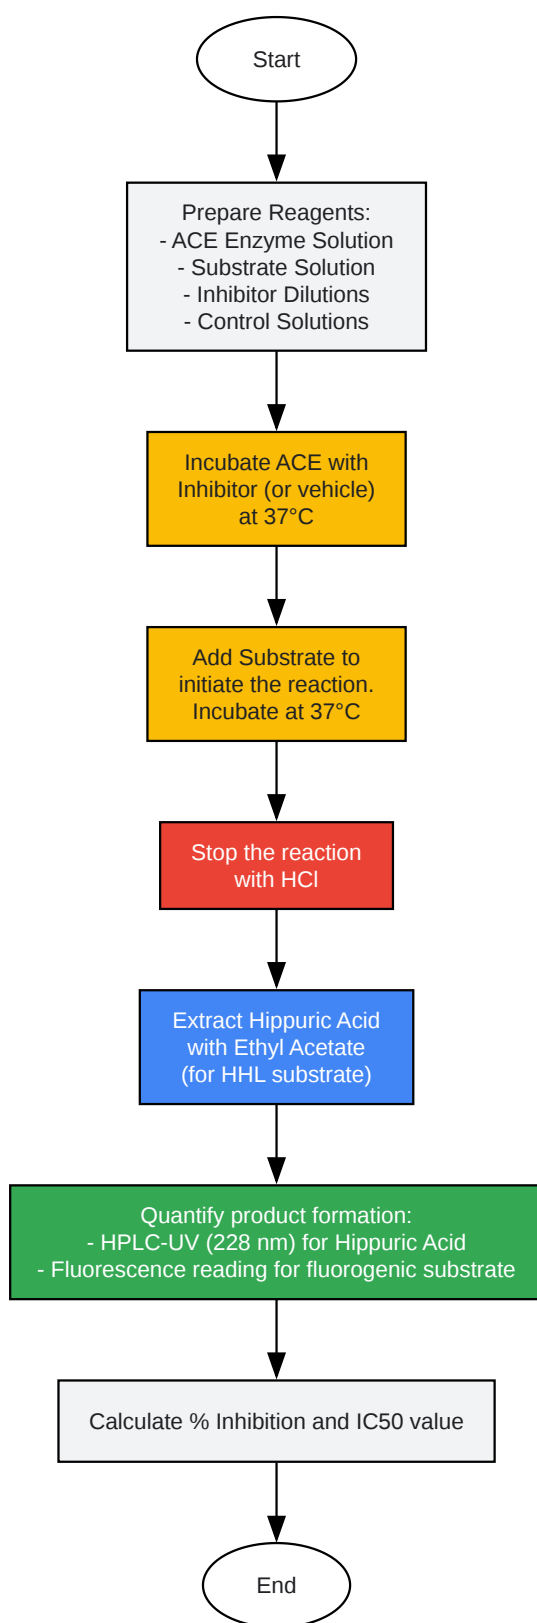 Start
Prepare Reagents:
- ACE Enzyme Solution
- Substrate Solution
- Inhibitor Dilutions
- Control Solutions
Incubate ACE with
Inhibitor (or vehicle)
at 37°C
Add Substrate to
initiate the reaction.
Incubate at 37°C
Stop the reaction
with HCl
Extract Hippuric Acid
with Ethyl Acetate
(for HHL substrate)
Quantify product formation:
- HPLC-UV (228 nm) for Hippuric Acid
- Fluorescence reading for fluorogenic substrate
Calculate % Inhibition and IC50 value
End